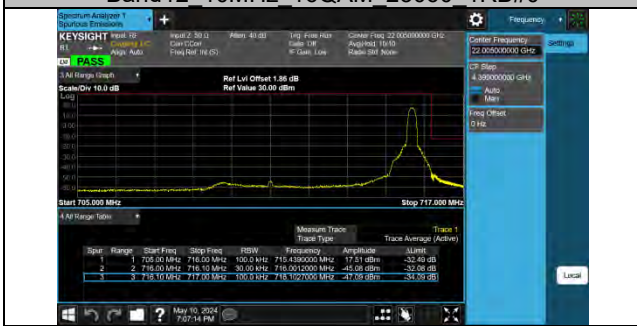 Spectrum Analyzer 1
Spurious Emissions
Frequency
KEYSIGHT Input: RF
Input Z: 50 Ω
Atten: 40 dB
Trig: Free Run
Center Freq: 22.005000000 GHz
Align: Auto
Freq Ref: Int (S)
Gate: Off
IF Gain: Low
Avg|Hold: 10/10
Radio Std: None
PASS
3 All Range Graph
Ref Lvl Offset 1.86 dB
Scale/Div 10.0 dB
Ref Value 30.00 dBm
Log
Start 705.000 MHz
Stop 717.000 MHz
4 All Range Table
Measure Trace
Trace 1
Trace Type
Trace Average (Active)
Spur Range Start Freq Stop Freq RBW Frequency Amplitude ΔLimit
1 1 705.00 MHz 716.00 MHz 100.0 kHz 715.4390000 MHz 17.51 dBm -32.49 dB
2 2 716.00 MHz 716.10 MHz 30.00 kHz 716.0012000 MHz -45.08 dBm -32.08 dB
3 3 716.10 MHz 717.00 MHz 100.0 kHz 716.1027000 MHz -47.09 dBm -34.09 dB
Center Frequency
22.005000000 GHz
Settings
CF Step
4.399000000 GHz
Auto
Man
Freq Offset
0 Hz
Local
May 10, 2024
7:07:14 PM